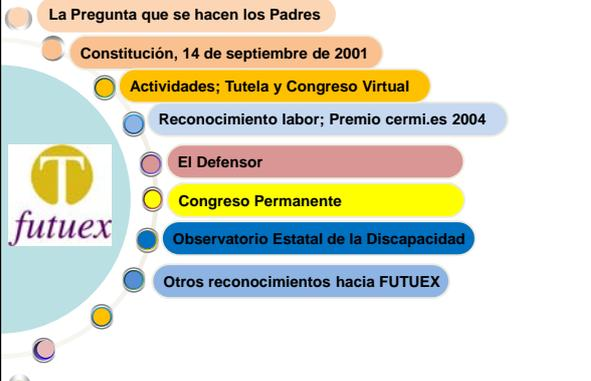 La Pregunta que se hacen los Padres
Constitución, 14 de septiembre de 2001
Actividades; Tutela y Congreso Virtual
Reconocimiento labor; Premio cermi.es 2004
El Defensor
Congreso Permanente
Observatorio Estatal de la Discapacidad
Otros reconocimientos hacia FUTUEX
T
futuex